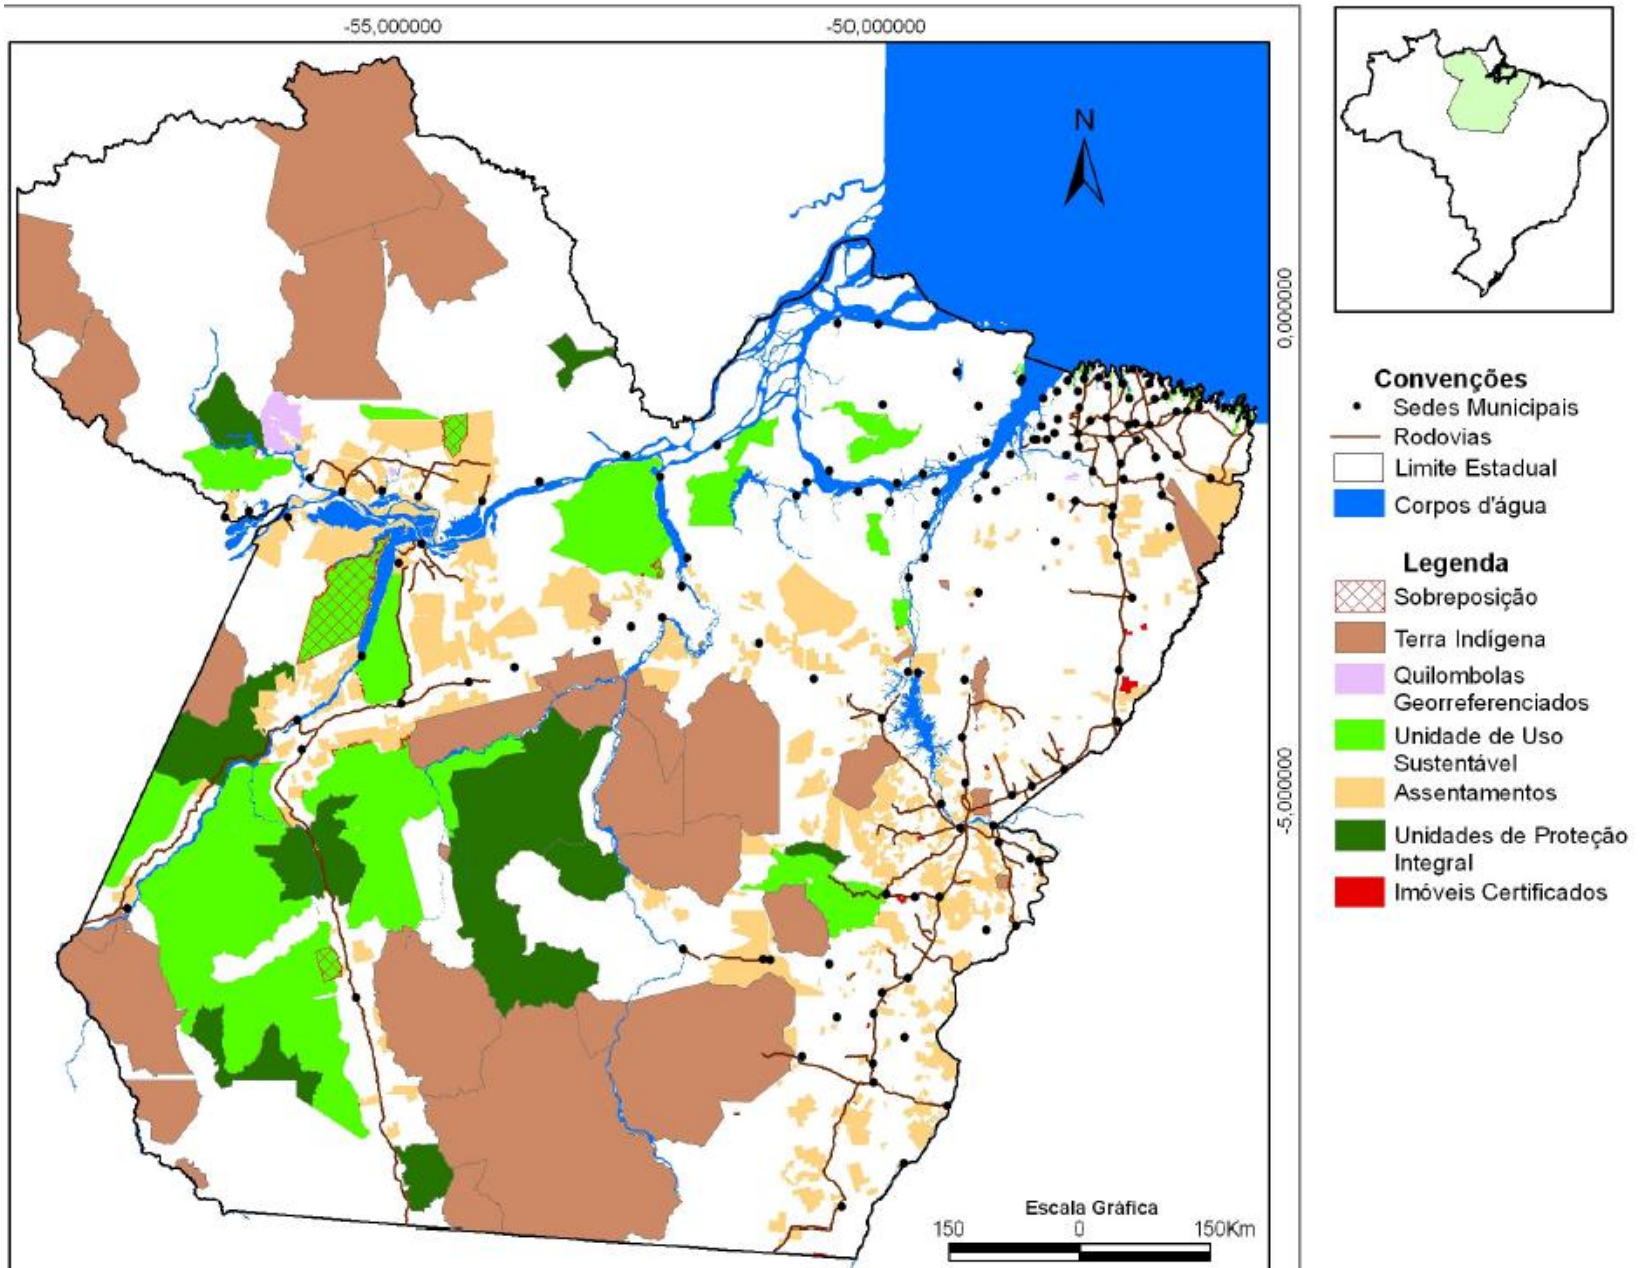 -55,000000
-50,000000
N
0,000000
-5,000000
Convenções
Sedes Municipais
Rodovias
Limite Estadual
Corpos d'água
Legenda
Sobreposição
Terra Indígena
Quilombolas
Georreferenciados
Unidade de Uso
Sustentável
Assentamentos
Unidades de Proteção
Integral
Imóveis Certificados
Escala Gráfica
150
0
150Km